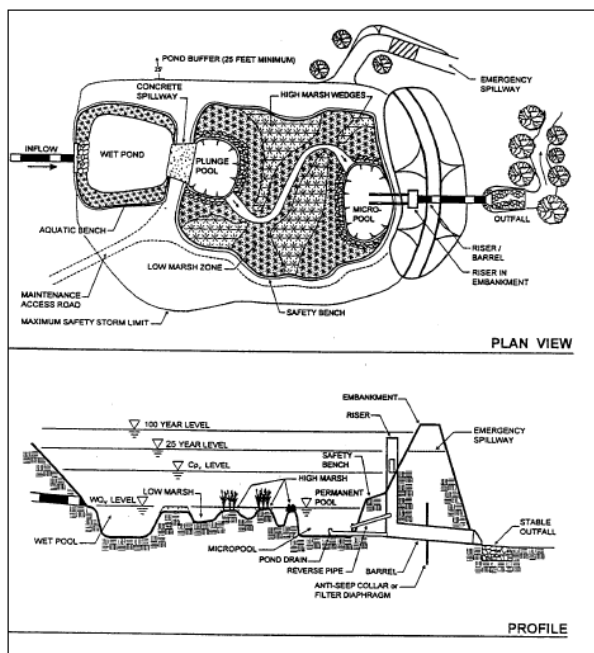 POND BUFFER (25 FEET MINIMUM)
25'
CONCRETE
SPILLWAY
HIGH MARSH WEDGES
EMERGENCY
SPILLWAY
INFLOW
WET POND
PLUNGE
POOL
MICRO-
POOL
OUTFALL
AQUATIC BENCH
RISER /
BARREL
LOW MARSH ZONE
RISER IN
EMBANKMENT
MAINTENANCE
ACCESS ROAD
SAFETY BENCH
MAXIMUM SAFETY STORM LIMIT
PLAN VIEW
EMBANKMENT
RISER
100 YEAR LEVEL
EMERGENCY
SPILLWAY
25 YEAR LEVEL
SAFETY
BENCH
Cpv LEVEL
HIGH MARSH
WQv LEVEL
LOW MARSH
PERMANENT
POOL
WET POOL
STABLE
OUTFALL
MICROPOOL
POND DRAIN
REVERSE PIPE
BARREL
ANTI-SEEP COLLAR or
FILTER DIAPHRAGM
PROFILE